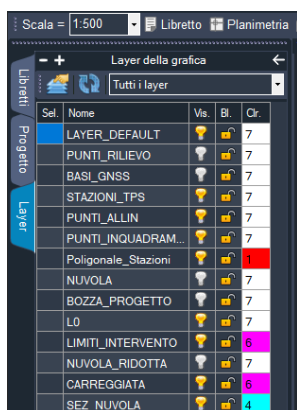 Scala = 1:500 Libretto Planimetria
Layer della grafica
Tutti i layer
Libretti
Progetto
Layer
Sel. Nome Vis. Bl. Clr.
LAYER_DEFAULT 7
PUNTI_RILIEVO 7
BASI_GNSS 7
STAZIONI_TPS 7
PUNTI_ALLIN 7
PUNTI_INQUADRAM... 7
Poligonale_Stazioni 1
NUVOLA 7
BOZZA_PROGETTO 7
L0 7
LIMITI_INTERVENTO 6
NUVOLA_RIDOTTA 7
CARREGGIATA 6
SEZ_NUVOLA 4